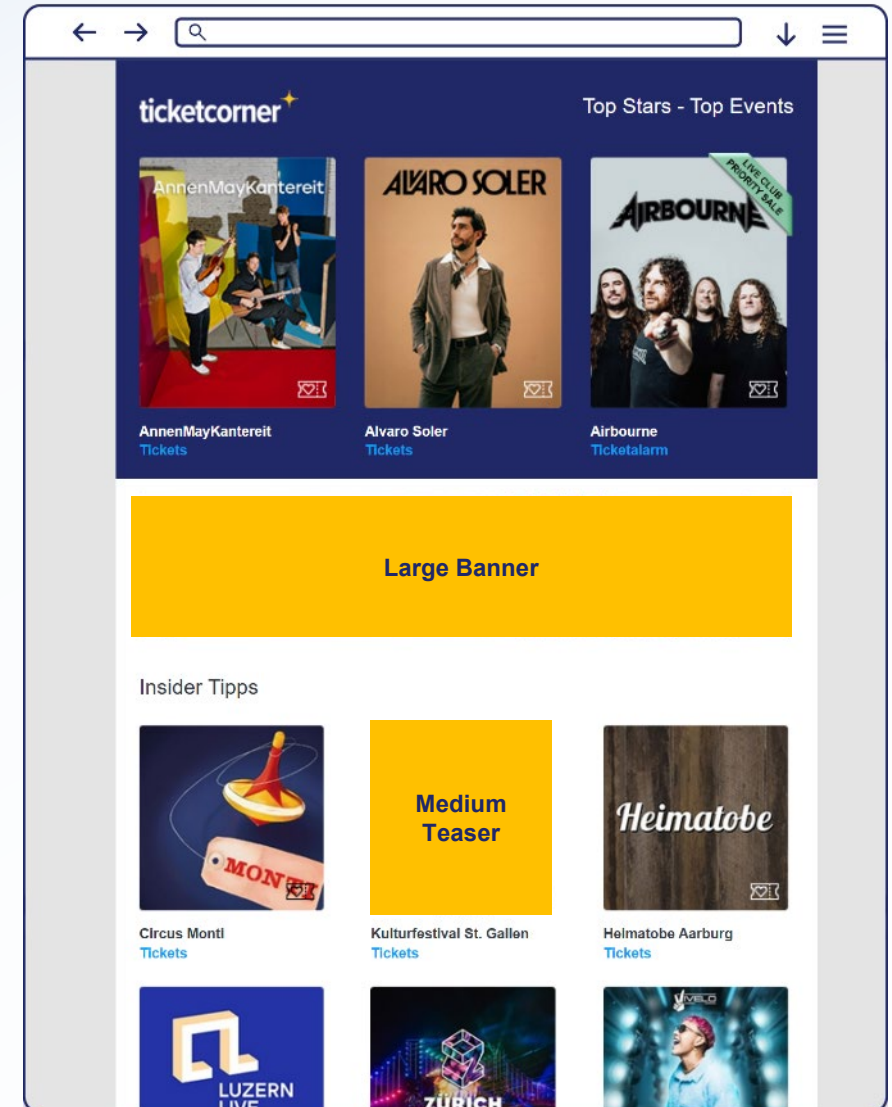 ticketcorner
Top Stars - Top Events
AnnenMayKantereit
ALVARO SOLER
LIVE CLUB
PRIORITY SALE
AIRBOURNE
AnnenMayKantereit
Tickets
Alvaro Soler
Tickets
Airbourne
Ticketalarm
Large Banner
Insider Tipps
MONTI
Medium
Teaser
Heimatobe
Circus Monti
Tickets
Kulturfestival St. Gallen
Tickets
Heimatobe Aarburg
Tickets
LUZERN
LIVE
ZÜRICH
VIVELO